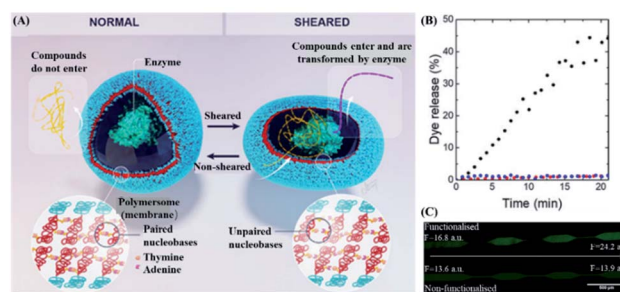 (A)
NORMAL
SHEARED
Compounds
do not enter
Enzyme
Compounds enter and are
transformed by enzyme
Sheared
Non-sheared
Polymersome
(membrane)
Paired
nucleobases
Unpaired
nucleobases
Thymine
Adenine
(B)
Dye release (%)
50
40
30
20
10
0
0 5 10 15 20
Time (min)
(C)
Functionalised
F=16.8 a.u.
F=24.2 a
F=13.6 a.u.
F=13.9 a
Non-functionalised